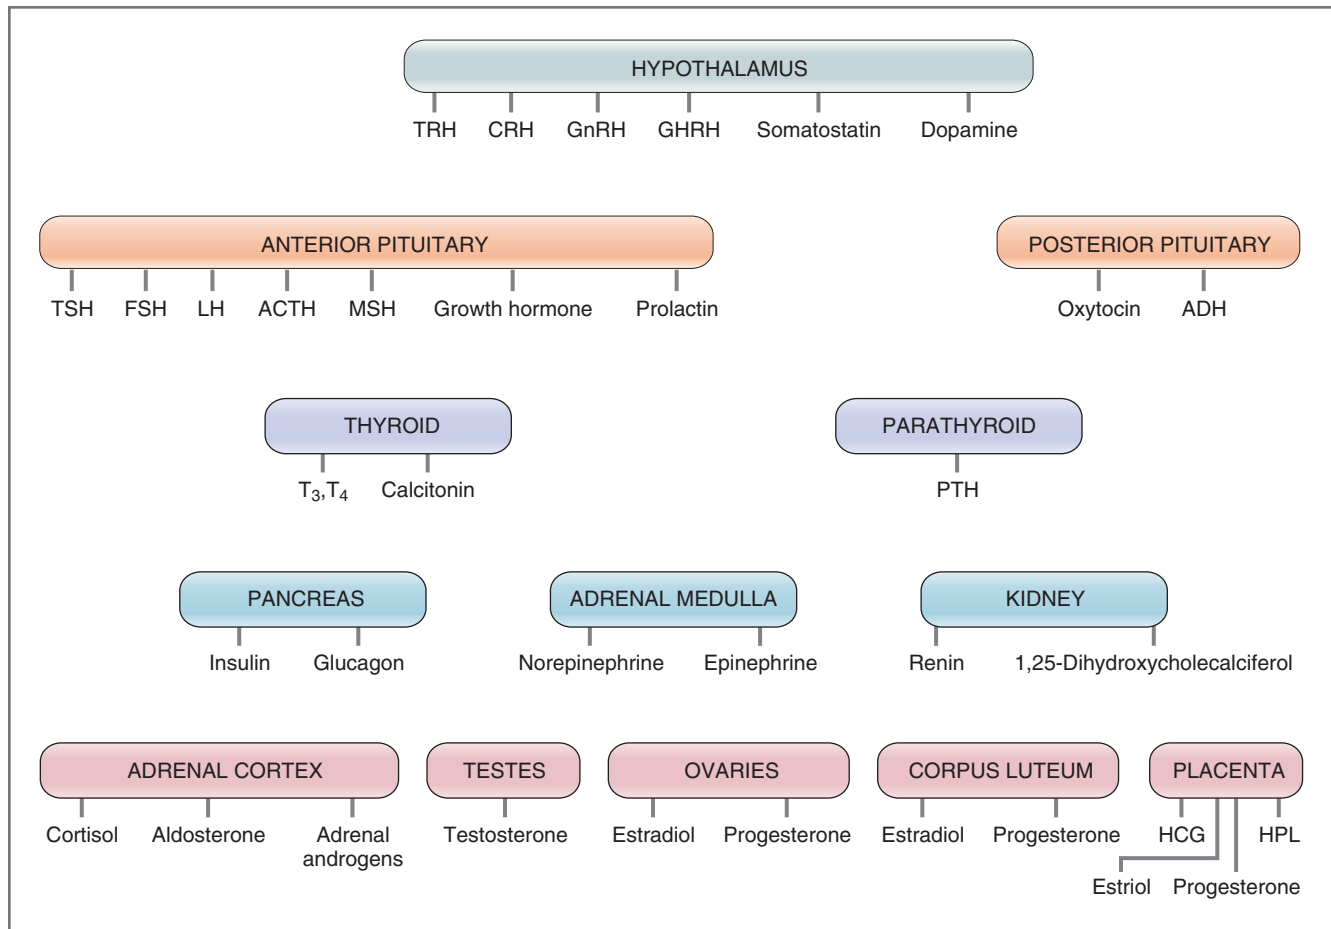 HYPOTHALAMUS
TRH CRH GnRH GHRH Somatostatin Dopamine
ANTERIOR PITUITARY POSTERIOR PITUITARY
TSH FSH LH ACTH MSH Growth hormone Prolactin Oxytocin ADH
THYROID PARATHYROID
T₃,T₄ Calcitonin PTH
PANCREAS ADRENAL MEDULLA KIDNEY
Insulin Glucagon Norepinephrine Epinephrine Renin 1,25-Dihydroxycholecalciferol
ADRENAL CORTEX TESTES OVARIES CORPUS LUTEUM PLACENTA
Cortisol Aldosterone Adrenal Testosterone Estradiol Progesterone Estradiol Progesterone HCG HPL
androgens
Estriol Progesterone